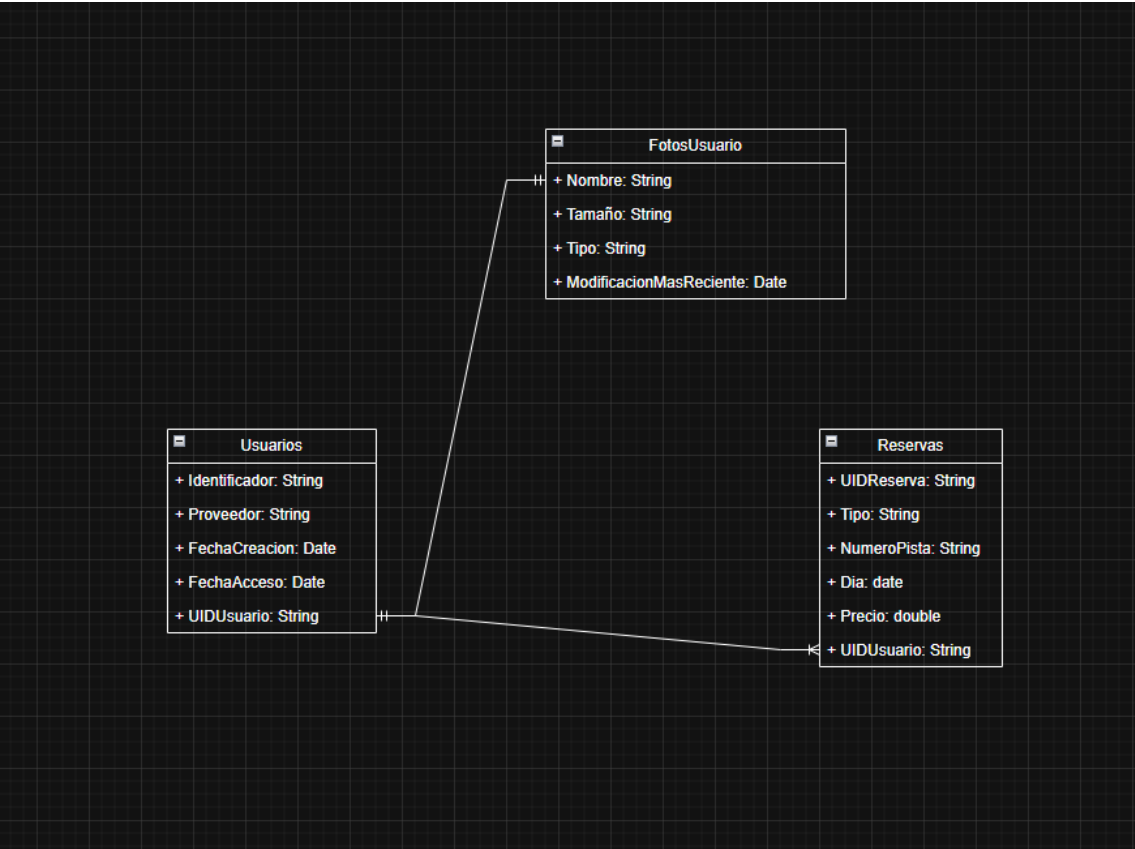 FotosUsuario
+ Nombre: String
+ Tamaño: String
+ Tipo: String
+ ModificacionMasReciente: Date
Usuarios
+ Identificador: String
+ Proveedor: String
+ FechaCreacion: Date
+ FechaAcceso: Date
+ UIDUsuario: String
Reservas
+ UIDReserva: String
+ Tipo: String
+ NumeroPista: String
+ Dia: date
+ Precio: double
+ UIDUsuario: String